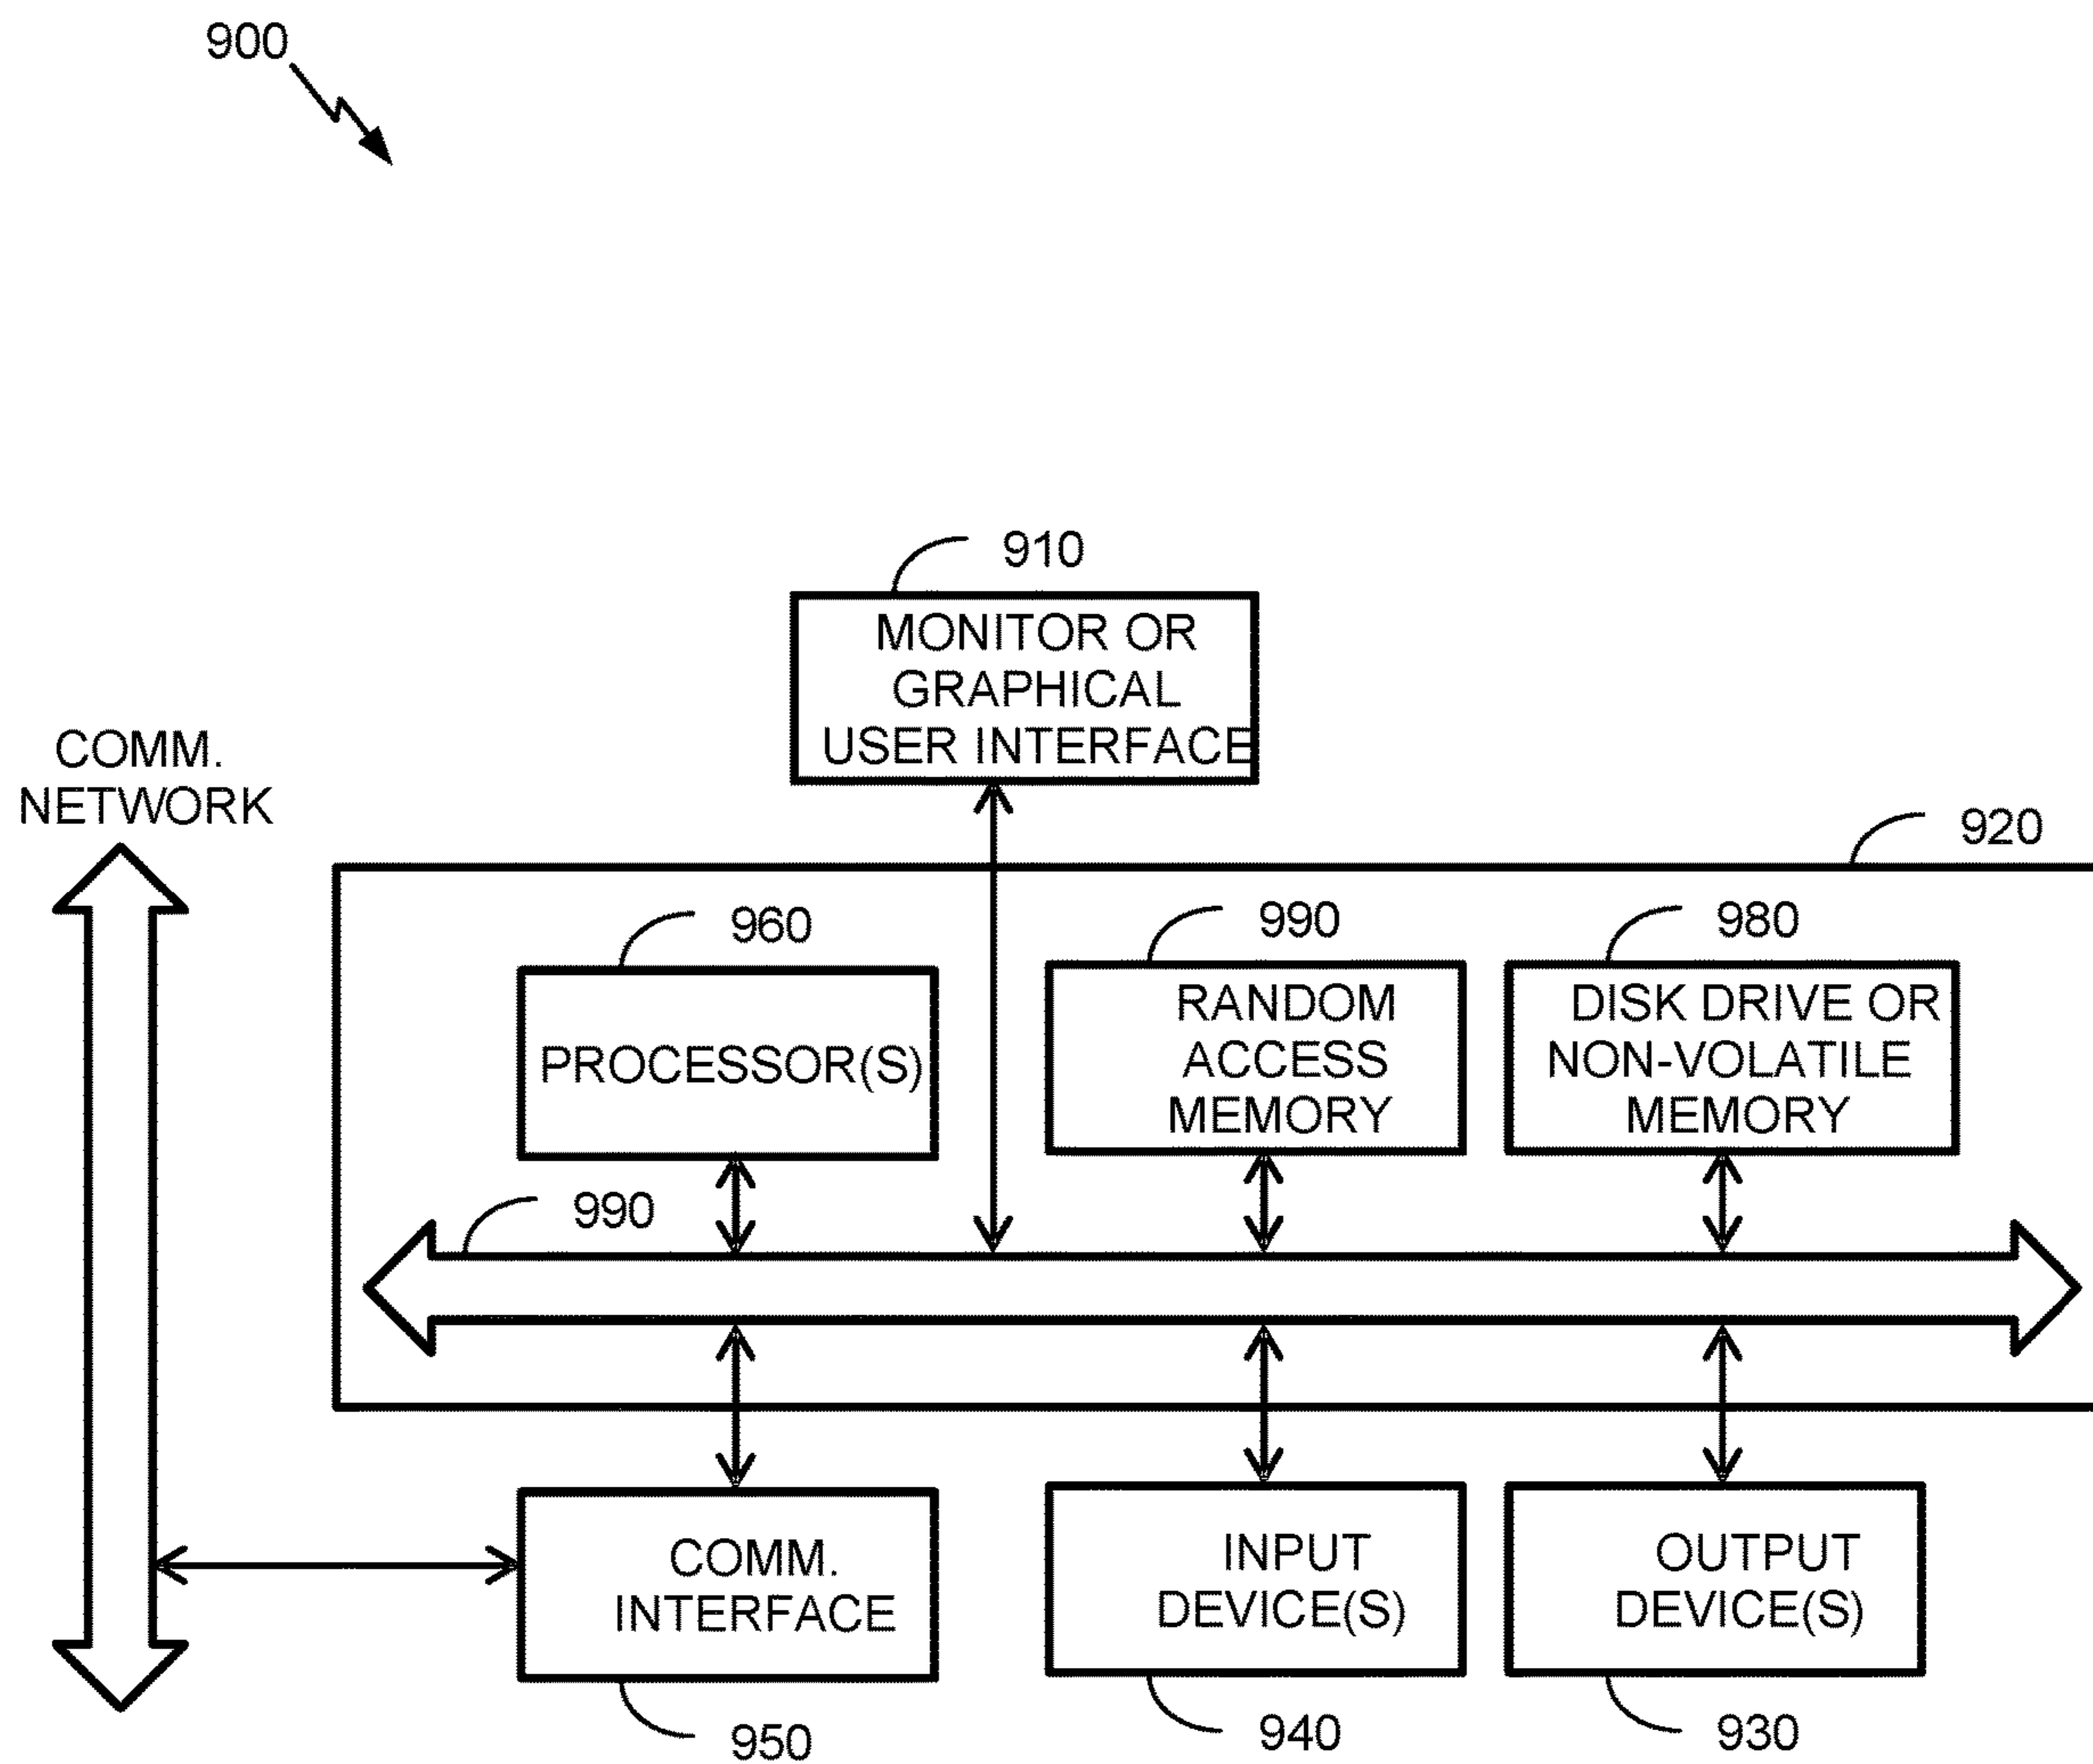 900
910
MONITOR OR
GRAPHICAL
USER INTERFACE
COMM.
NETWORK
920
960
PROCESSOR(S)
990
RANDOM
ACCESS
MEMORY
980
DISK DRIVE OR
NON-VOLATILE
MEMORY
990
COMM.
INTERFACE
950
INPUT
DEVICE(S)
940
OUTPUT
DEVICE(S)
930